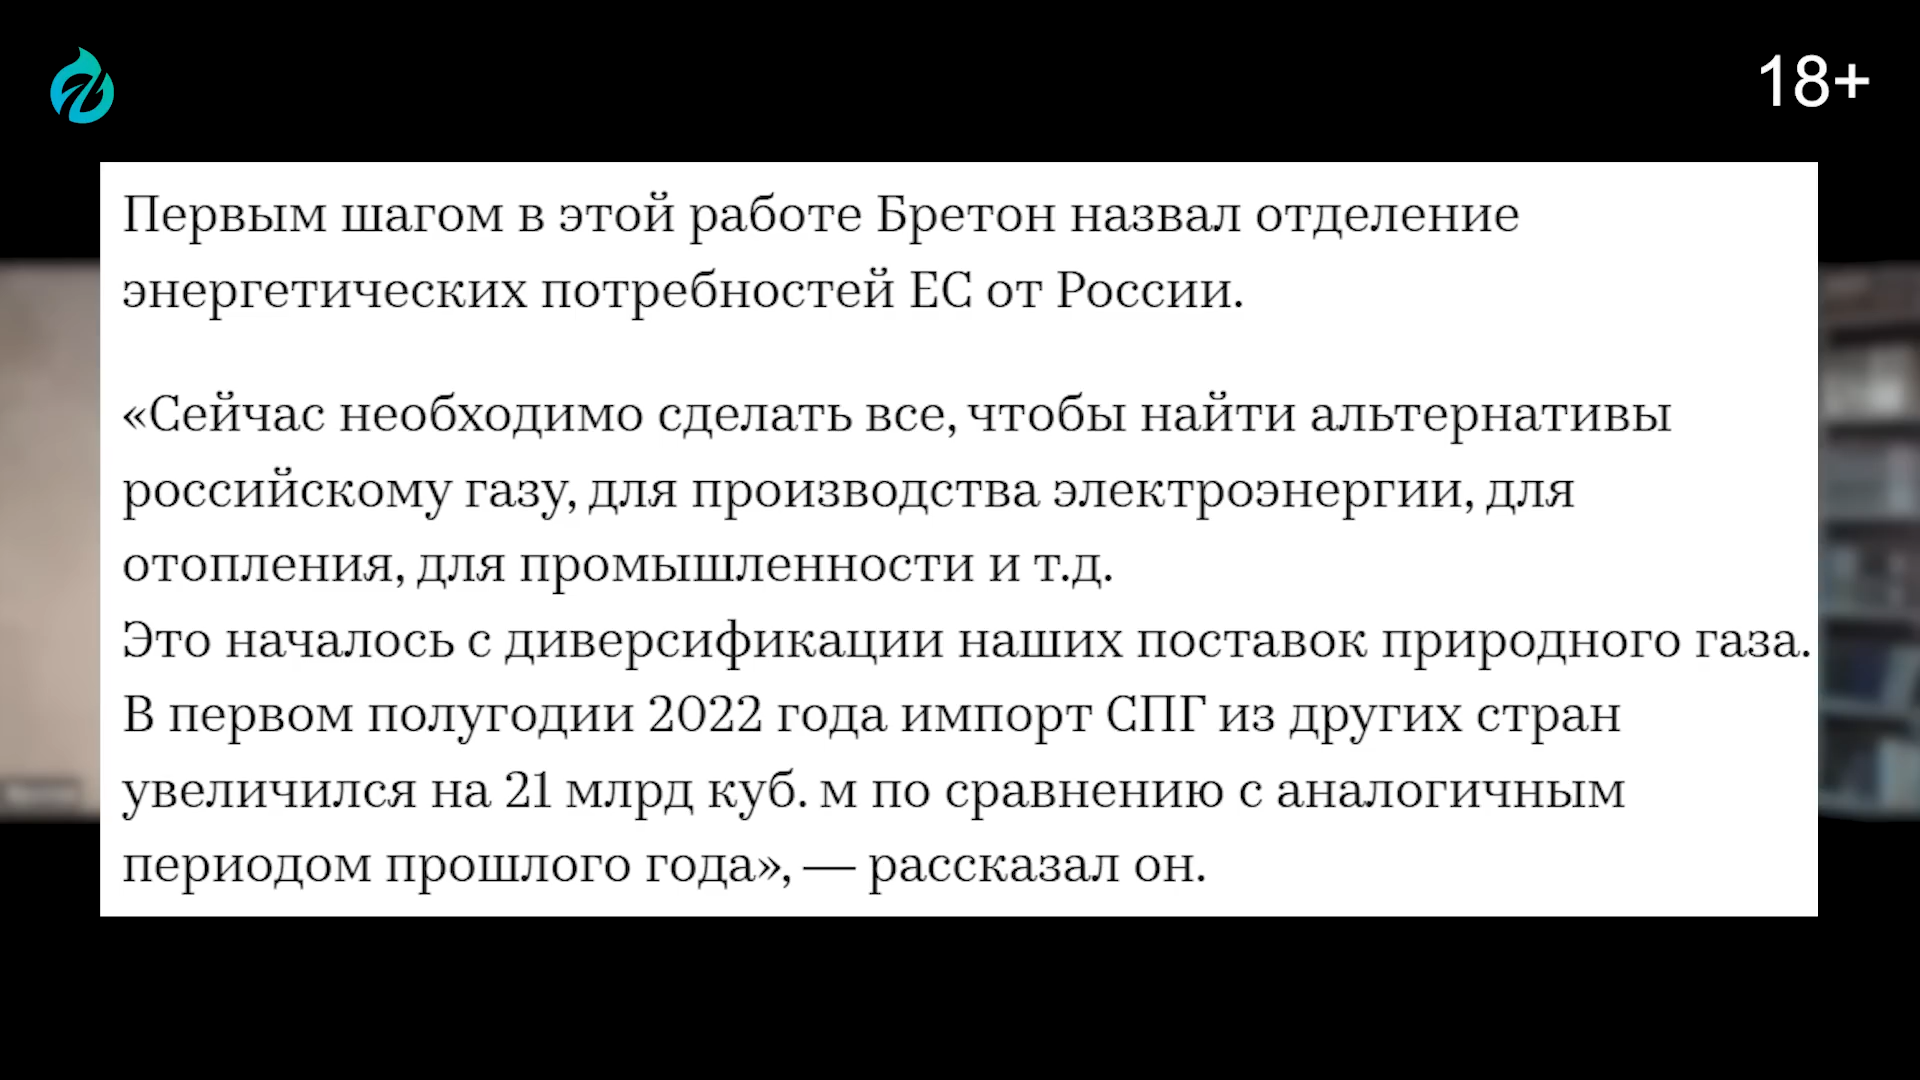 18+
Первым шагом в этой работе Бретон назвал отделение
энергетических потребностей ЕС от России.
«Сейчас необходимо сделать все, чтобы найти альтернативы
российскому газу, для производства электроэнергии, для
отопления, для промышленности и т.д.
Это началось с диверсификации наших поставок природного газа.
В первом полугодии 2022 года импорт СПГ из других стран
увеличился на 21 млрд куб. м по сравнению с аналогичным
периодом прошлого года», — рассказал он.